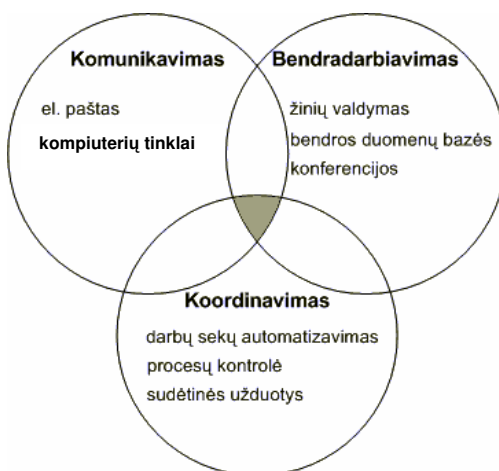 Komunikavimas
el. paštas
kompiuterių tinklai
Bendradarbiavimas
žinių valdymas
bendros duomenų bazės
konferencijos
Koordinavimas
darbų sekų automatizavimas
procesų kontrolė
sudėtinės užduotys